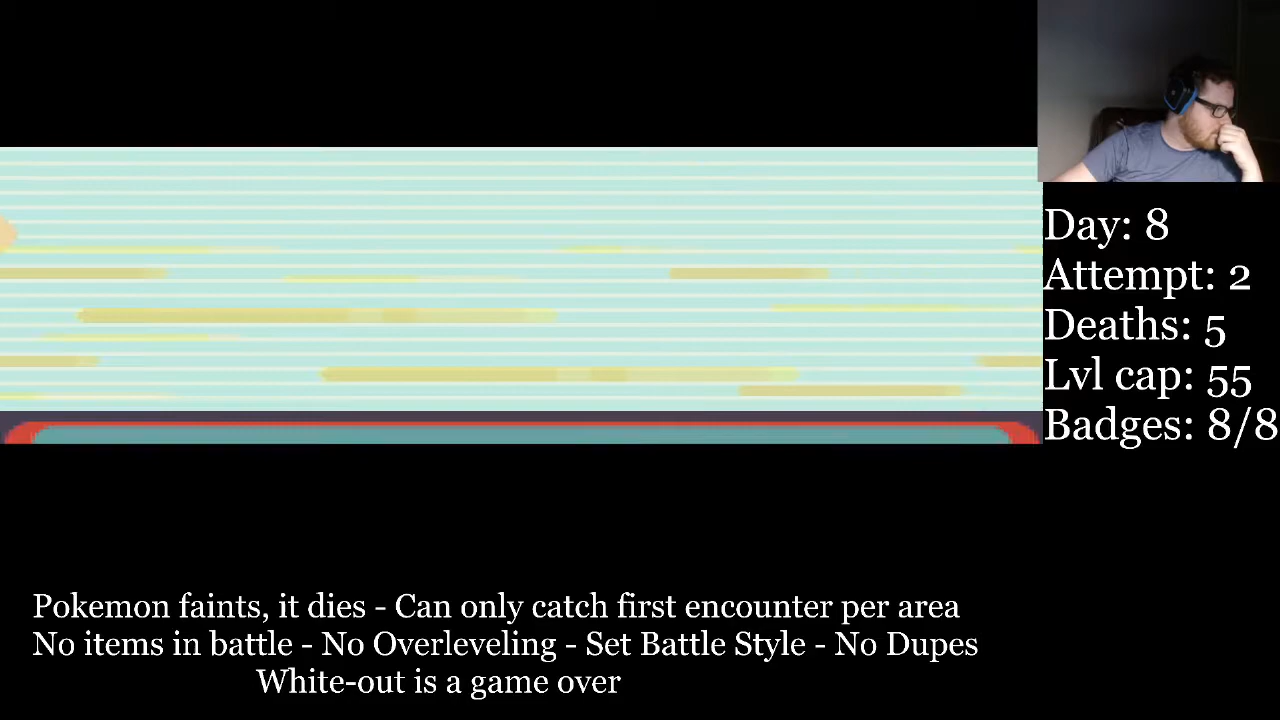 Day: 8
Attempt: 2
Deaths: 5
Lvl cap: 55
Badges: 8/8
Pokemon faints, it dies - Can only catch first encounter per area
No items in battle - No Overleveling - Set Battle Style - No Dupes
White-out is a game over